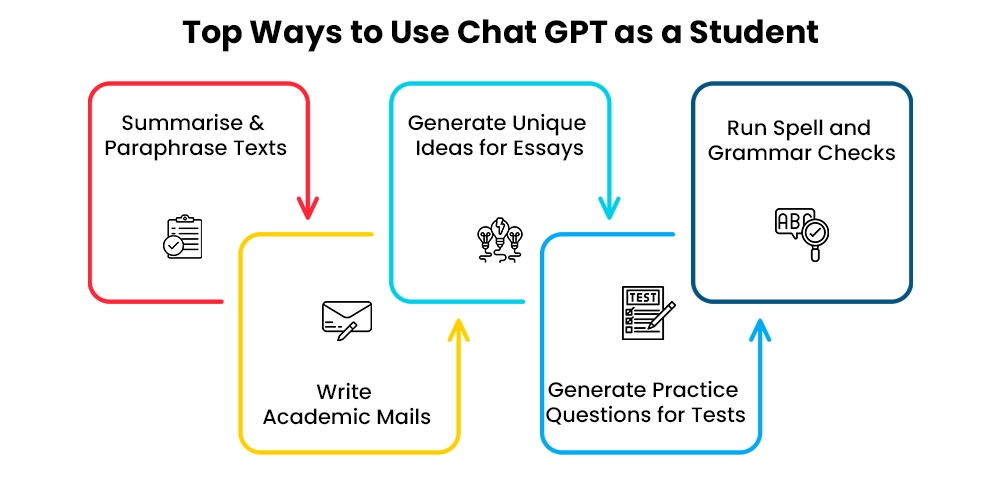 Top Ways to Use Chat GPT as a Student
Summarise &
Paraphrase Texts
Write
Academic Mails
Generate Unique
Ideas for Essays
TEST
Generate Practice
Questions for Tests
Run Spell and
Grammar Checks
ABC